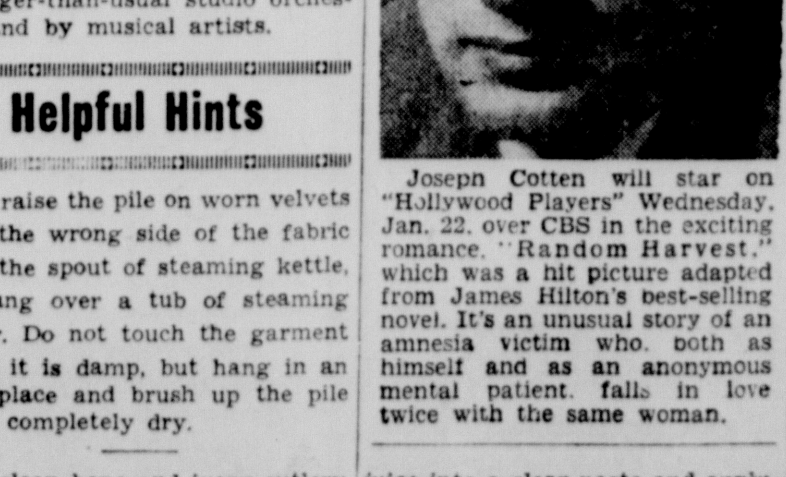 and by musical artists.
Helpful Hints
raise the pile on worn velvets
the wrong side of the fabric
the spout of steaming kettle,
over a tub of steaming
Do not touch the garment
it is damp, but hang in an
place and brush up the pile
completely dry.
Joseph Cotten will star on
"Hollywood Players" Wednesday,
Jan. 22, over CBS in the exciting
romance, "Random Harvest,"
which was a hit picture adapted
from James Hilton's best-selling
novel. It's an unusual story of an
amnesia victim who, both as
himself and as an anonymous
mental patient, falls in love
twice with the same woman.